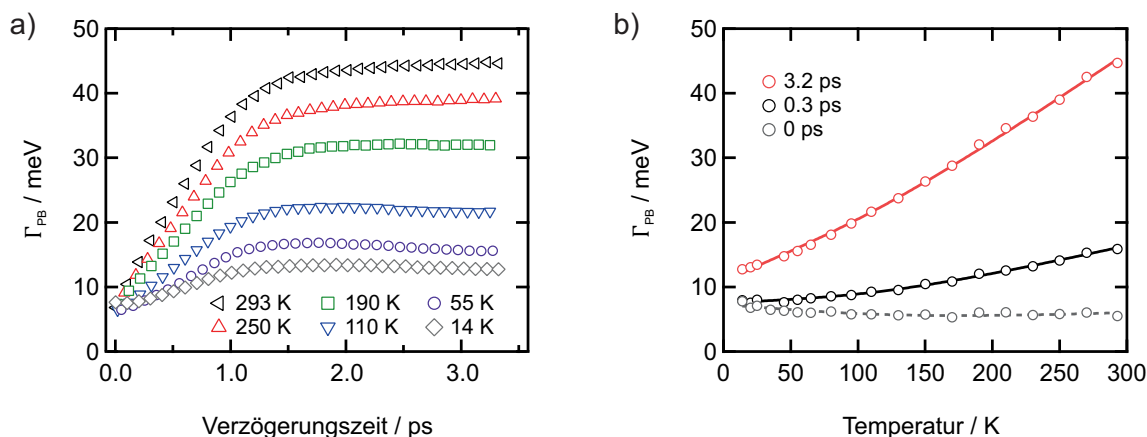 a)
ΓPB / meV
50
40
30
20
10
0
293 K
190 K
55 K
250 K
110 K
14 K
0.0
1.0
2.0
3.0
Verzögerungszeit / ps
b)
ΓPB / meV
50
40
30
20
10
0
3.2 ps
0.3 ps
0 ps
0
50
100
150
200
250
300
Temperatur / K